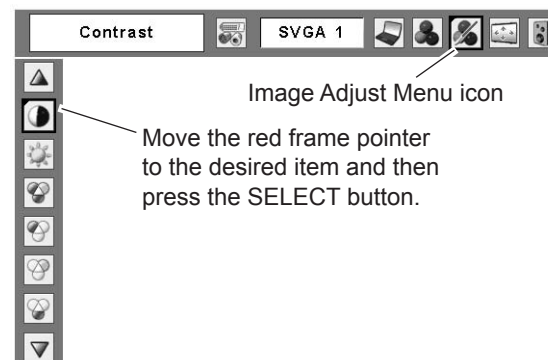 Contrast
SVGA 1
Image Adjust Menu icon
Move the red frame pointer
to the desired item and then
press the SELECT button.